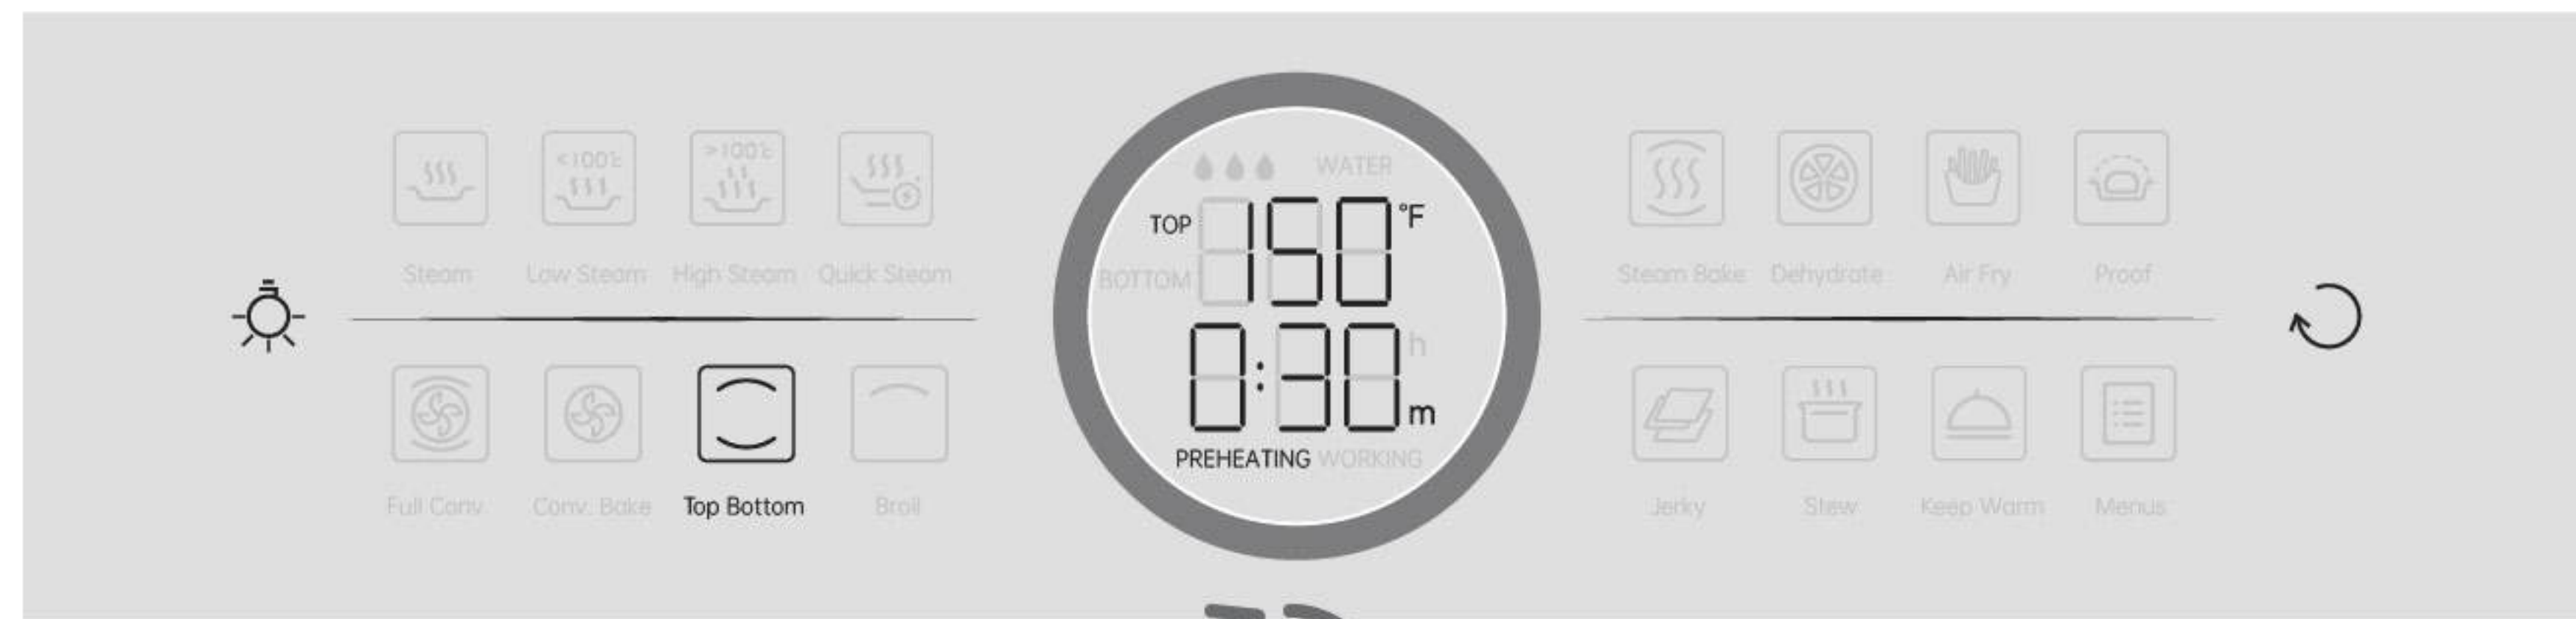 <100℃ >100℃
Steam Low Steam High Steam Quick Steam
Full Conv. Conv. Bake Top Bottom Broil
WATER
TOP 150 °F
BOTTOM
0:30 h m
PREHEATING WORKING
Steam Bake Dehydrate Air Fry Proof
Jerky Stew Keep Warm Menus